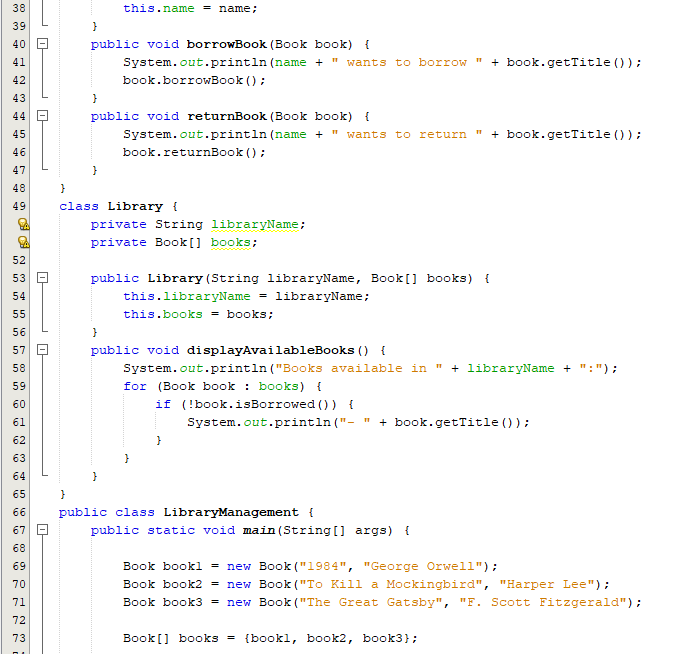 38 this.name = name;
39 }
40 public void borrowBook(Book book) {
41 System.out.println(name + " wants to borrow " + book.getTitle());
42 book.borrowBook();
43 }
44 public void returnBook(Book book) {
45 System.out.println(name + " wants to return " + book.getTitle());
46 book.returnBook();
47 }
48 }
49 class Library {
private String libraryName;
private Book[] books;
52
53 public Library(String libraryName, Book[] books) {
54 this.libraryName = libraryName;
55 this.books = books;
56 }
57 public void displayAvailableBooks() {
58 System.out.println("Books available in " + libraryName + ":");
59 for (Book book : books) {
60 if (!book.isBorrowed()) {
61 System.out.println("- " + book.getTitle());
62 }
63 }
64 }
65 }
66 public class LibraryManagement {
67 public static void main(String[] args) {
68
69 Book book1 = new Book("1984", "George Orwell");
70 Book book2 = new Book("To Kill a Mockingbird", "Harper Lee");
71 Book book3 = new Book("The Great Gatsby", "F. Scott Fitzgerald");
72
73 Book[] books = {book1, book2, book3};